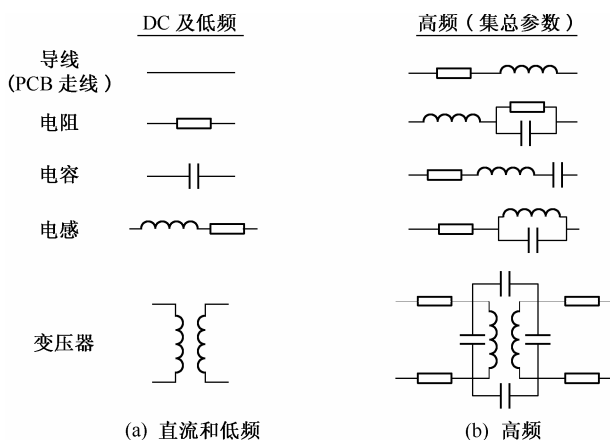 DC 及低频
高频（集总参数）
导线
(PCB 走线)
电阻
电容
电感
变压器
(a) 直流和低频
(b) 高频